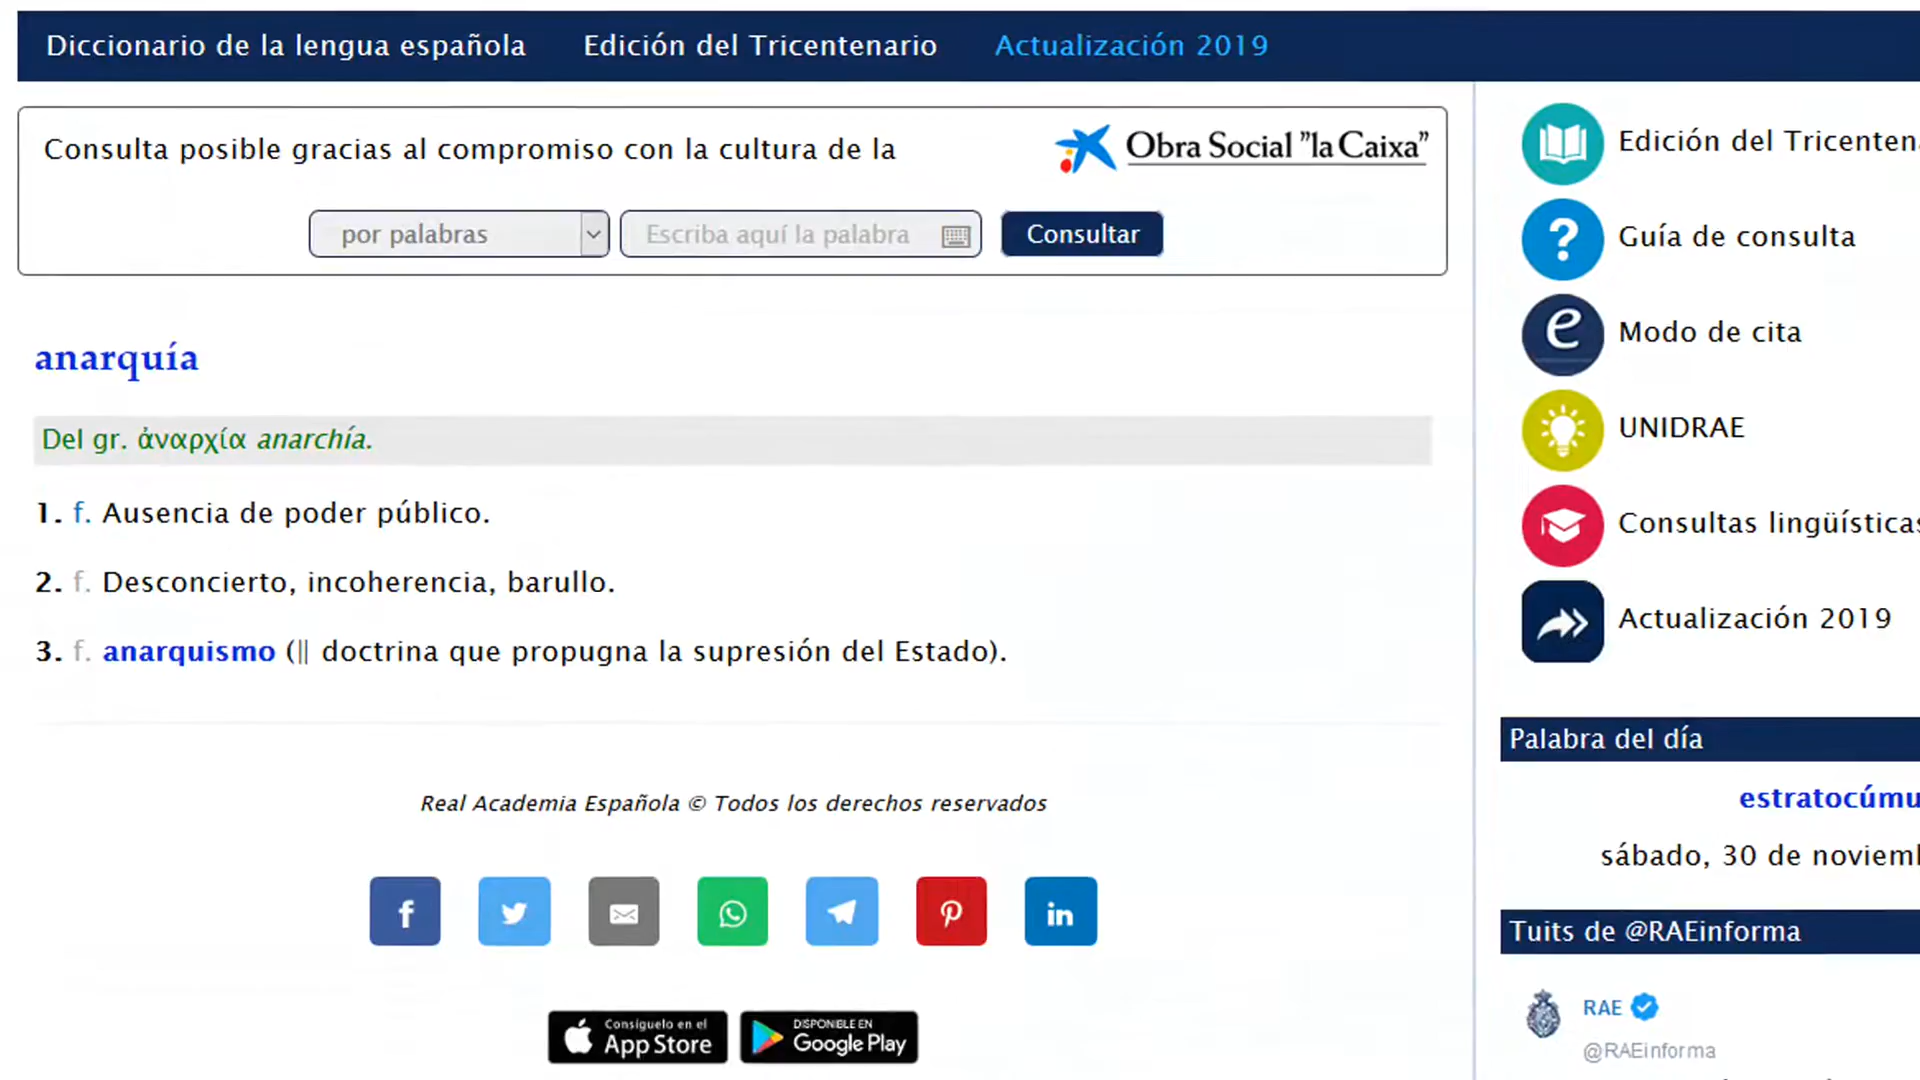 Diccionario de la lengua española Edición del Tricentenario Actualización 2019
Consulta posible gracias al compromiso con la cultura de la
Obra Social "la Caixa"
por palabras Escriba aquí la palabra Consultar
anarquía
Del gr. ἀναρχία anarchía.
1. f. Ausencia de poder público.
2. f. Desconcierto, incoherencia, barullo.
3. f. anarquismo (‖ doctrina que propugna la supresión del Estado).
Real Academia Española © Todos los derechos reservados
Consíguelo en el
App Store
DISPONIBLE EN
Google Play
Edición del Tricenten
Guía de consulta
Modo de cita
UNIDRAE
Consultas lingüísticas
Actualización 2019
Palabra del día
estratocúmu
sábado, 30 de noviem
Tuits de @RAEinforma
RAE
@RAEinforma